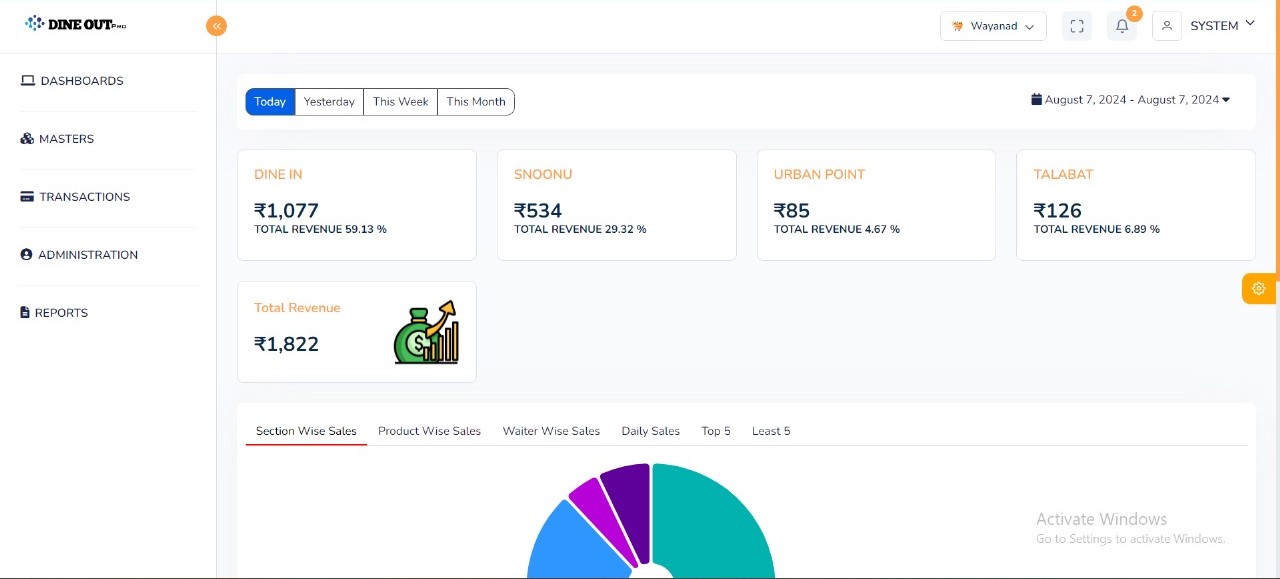 DINE OUT PRO
Wayanad
2
SYSTEM
DASHBOARDS
MASTERS
TRANSACTIONS
ADMINISTRATION
REPORTS
Today Yesterday This Week This Month
August 7, 2024 - August 7, 2024
DINE IN
₹1,077
TOTAL REVENUE 59.13 %
SNOONU
₹534
TOTAL REVENUE 29.32 %
URBAN POINT
₹85
TOTAL REVENUE 4.67 %
TALABAT
₹126
TOTAL REVENUE 6.89 %
Total Revenue
₹1,822
$
Section Wise Sales Product Wise Sales Waiter Wise Sales Daily Sales Top 5 Least 5
Activate Windows
Go to Settings to activate Windows.